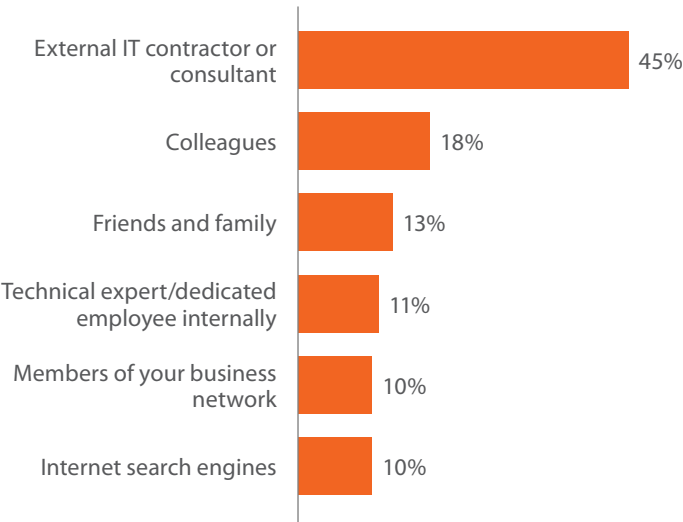 External IT contractor or
consultant
45%
Colleagues
18%
Friends and family
13%
Technical expert/dedicated
employee internally
11%
Members of your business
network
10%
Internet search engines
10%